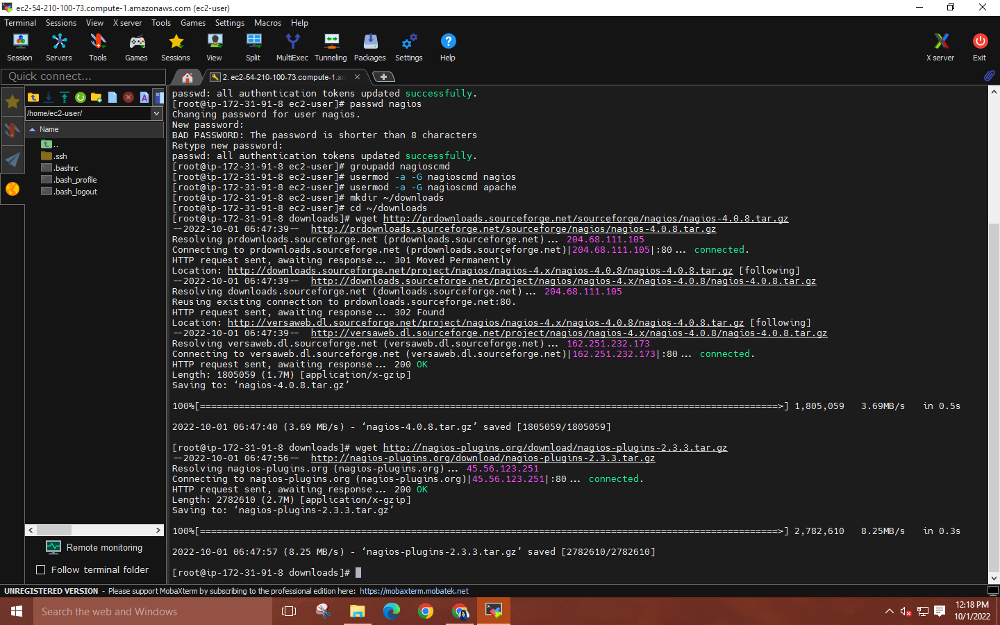 ec2-54-210-100-73.compute-1.amazonaws.com (ec2-user)
Terminal Sessions View X server Tools Games Settings Macros Help
Session Servers Tools Games Sessions View Split MultiExec Tunneling Packages Settings Help X server Exit
Quick connect...
2. ec2-54-210-100-73.compute-1.am
/home/ec2-user/
Name
..
.ssh
.bashrc
.bash_profile
.bash_logout
Remote monitoring
Follow terminal folder
passwd: all authentication tokens updated successfully.
[root@ip-172-31-91-8 ec2-user]# passwd nagios
Changing password for user nagios.
New password:
BAD PASSWORD: The password is shorter than 8 characters
Retype new password:
passwd: all authentication tokens updated successfully.
[root@ip-172-31-91-8 ec2-user]# groupadd nagioscmd
[root@ip-172-31-91-8 ec2-user]# usermod -a -G nagioscmd nagios
[root@ip-172-31-91-8 ec2-user]# usermod -a -G nagioscmd apache
[root@ip-172-31-91-8 ec2-user]# mkdir ~/downloads
[root@ip-172-31-91-8 ec2-user]# cd ~/downloads
[root@ip-172-31-91-8 downloads]# wget http://prdownloads.sourceforge.net/sourceforge/nagios/nagios-4.0.8.tar.gz
--2022-10-01 06:47:39--  http://prdownloads.sourceforge.net/sourceforge/nagios/nagios-4.0.8.tar.gz
Resolving prdownloads.sourceforge.net (prdownloads.sourceforge.net)... 204.68.111.105
Connecting to prdownloads.sourceforge.net (prdownloads.sourceforge.net)|204.68.111.105|:80... connected.
HTTP request sent, awaiting response... 301 Moved Permanently
Location: http://downloads.sourceforge.net/project/nagios/nagios-4.x/nagios-4.0.8/nagios-4.0.8.tar.gz [following]
--2022-10-01 06:47:39--  http://downloads.sourceforge.net/project/nagios/nagios-4.x/nagios-4.0.8/nagios-4.0.8.tar.gz
Resolving downloads.sourceforge.net (downloads.sourceforge.net)... 204.68.111.105
Reusing existing connection to prdownloads.sourceforge.net:80.
HTTP request sent, awaiting response... 302 Found
Location: http://versaweb.dl.sourceforge.net/project/nagios/nagios-4.x/nagios-4.0.8/nagios-4.0.8.tar.gz [following]
--2022-10-01 06:47:39--  http://versaweb.dl.sourceforge.net/project/nagios/nagios-4.x/nagios-4.0.8/nagios-4.0.8.tar.gz
Resolving versaweb.dl.sourceforge.net (versaweb.dl.sourceforge.net)... 162.251.232.173
Connecting to versaweb.dl.sourceforge.net (versaweb.dl.sourceforge.net)|162.251.232.173|:80... connected.
HTTP request sent, awaiting response... 200 OK
Length: 1805059 (1.7M) [application/x-gzip]
Saving to: ‘nagios-4.0.8.tar.gz’
100%[========================================================================================================>] 1,805,059   3.69MB/s   in 0.5s
2022-10-01 06:47:40 (3.69 MB/s) - ‘nagios-4.0.8.tar.gz’ saved [1805059/1805059]
[root@ip-172-31-91-8 downloads]# wget http://nagios-plugins.org/download/nagios-plugins-2.3.3.tar.gz
--2022-10-01 06:47:56--  http://nagios-plugins.org/download/nagios-plugins-2.3.3.tar.gz
Resolving nagios-plugins.org (nagios-plugins.org)... 45.56.123.251
Connecting to nagios-plugins.org (nagios-plugins.org)|45.56.123.251|:80... connected.
HTTP request sent, awaiting response... 200 OK
Length: 2782610 (2.7M) [application/x-gzip]
Saving to: ‘nagios-plugins-2.3.3.tar.gz’
100%[========================================================================================================>] 2,782,610   8.25MB/s   in 0.3s
2022-10-01 06:47:57 (8.25 MB/s) - ‘nagios-plugins-2.3.3.tar.gz’ saved [2782610/2782610]
[root@ip-172-31-91-8 downloads]#
UNREGISTERED VERSION - Please support MobaXterm by subscribing to the professional edition here: https://mobaxterm.mobatek.net
Search the web and Windows
12:18 PM
10/1/2022